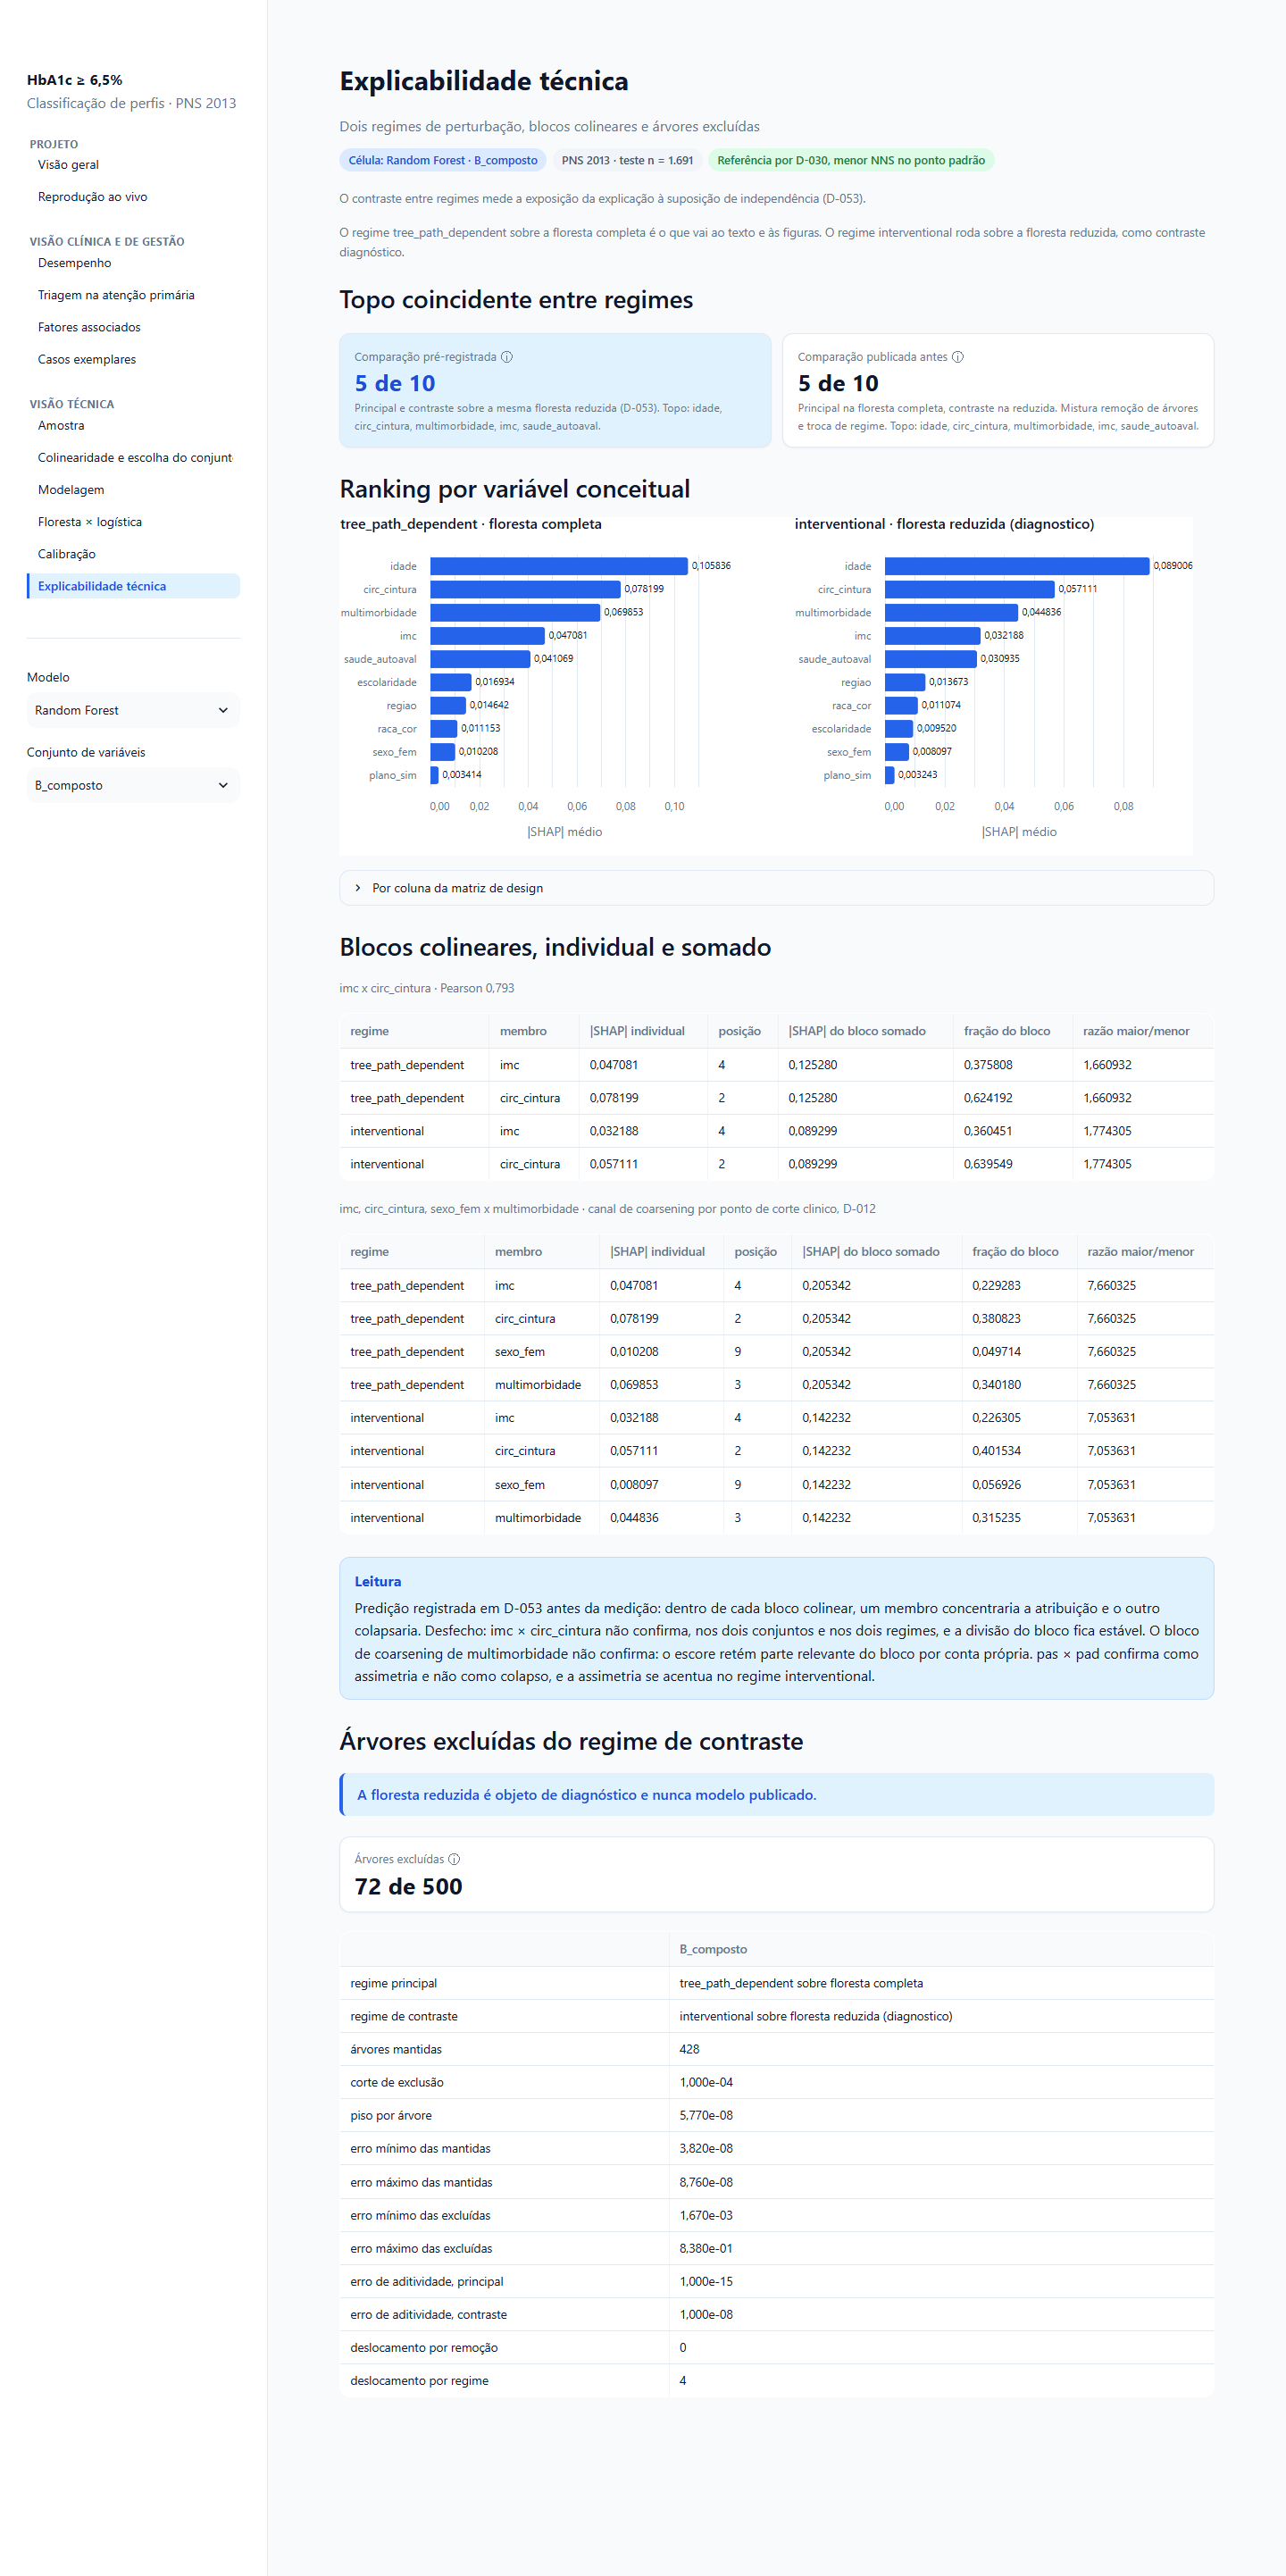 HbA1c ≥ 6,5%
Classificação de perfis · PNS 2013
PROJETO
Visão geral
Reprodução ao vivo
VISÃO CLÍNICA E DE GESTÃO
Desempenho
Triagem na atenção primária
Fatores associados
Casos exemplares
VISÃO TÉCNICA
Amostra
Colinearidade e escolha do conjunt
Modelagem
Floresta × logística
Calibração
Explicabilidade técnica
Modelo
Random Forest
Conjunto de variáveis
B_composto
Explicabilidade técnica
Dois regimes de perturbação, blocos colineares e árvores excluídas
Célula: Random Forest · B_composto PNS 2013 · teste n = 1.691 Referência por D-030, menor NNS no ponto padrão
O contraste entre regimes mede a exposição da explicação à suposição de independência (D-053).
O regime tree_path_dependent sobre a floresta completa é o que vai ao texto e às figuras. O regime interventional roda sobre a floresta reduzida, como contraste
diagnóstico.
Topo coincidente entre regimes
Comparação pré-registrada
5 de 10
Principal e contraste sobre a mesma floresta reduzida (D-053). Topo: idade,
circ_cintura, multimorbidade, imc, saude_autoaval.
Comparação publicada antes
5 de 10
Principal na floresta completa, contraste na reduzida. Mistura remoção de árvores
e troca de regime. Topo: idade, circ_cintura, multimorbidade, imc, saude_autoaval.
Ranking por variável conceitual
tree_path_dependent · floresta completa
idade 0,105836
circ_cintura 0,078199
multimorbidade 0,069853
imc 0,047081
saude_autoaval 0,041069
escolaridade 0,016934
regiao 0,014642
raca_cor 0,011153
sexo_fem 0,010208
plano_sim 0,003414
0,00 0,02 0,04 0,06 0,08 0,10
|SHAP| médio
interventional · floresta reduzida (diagnostico)
idade 0,089006
circ_cintura 0,057111
multimorbidade 0,044836
imc 0,032188
saude_autoaval 0,030935
regiao 0,013673
raca_cor 0,011074
escolaridade 0,009520
sexo_fem 0,008097
plano_sim 0,003243
0,00 0,02 0,04 0,06 0,08
|SHAP| médio
Por coluna da matriz de design
Blocos colineares, individual e somado
imc x circ_cintura · Pearson 0,793
regime membro |SHAP| individual posição |SHAP| do bloco somado fração do bloco razão maior/menor
tree_path_dependent imc 0,047081 4 0,125280 0,375808 1,660932
tree_path_dependent circ_cintura 0,078199 2 0,125280 0,624192 1,660932
interventional imc 0,032188 4 0,089299 0,360451 1,774305
interventional circ_cintura 0,057111 2 0,089299 0,639549 1,774305
imc, circ_cintura, sexo_fem x multimorbidade · canal de coarsening por ponto de corte clinico, D-012
regime membro |SHAP| individual posição |SHAP| do bloco somado fração do bloco razão maior/menor
tree_path_dependent imc 0,047081 4 0,205342 0,229283 7,660325
tree_path_dependent circ_cintura 0,078199 2 0,205342 0,380823 7,660325
tree_path_dependent sexo_fem 0,010208 9 0,205342 0,049714 7,660325
tree_path_dependent multimorbidade 0,069853 3 0,205342 0,340180 7,660325
interventional imc 0,032188 4 0,142232 0,226305 7,053631
interventional circ_cintura 0,057111 2 0,142232 0,401534 7,053631
interventional sexo_fem 0,008097 9 0,142232 0,056926 7,053631
interventional multimorbidade 0,044836 3 0,142232 0,315235 7,053631
Leitura
Predição registrada em D-053 antes da medição: dentro de cada bloco colinear, um membro concentraria a atribuição e o outro
colapsaria. Desfecho: imc × circ_cintura não confirma, nos dois conjuntos e nos dois regimes, e a divisão do bloco fica estável. O bloco
de coarsening de multimorbidade não confirma: o escore retém parte relevante do bloco por conta própria. pas × pad confirma como
assimetria e não como colapso, e a assimetria se acentua no regime interventional.
Árvores excluídas do regime de contraste
A floresta reduzida é objeto de diagnóstico e nunca modelo publicado.
Árvores excluídas
72 de 500
B_composto
regime principal tree_path_dependent sobre floresta completa
regime de contraste interventional sobre floresta reduzida (diagnostico)
árvores mantidas 428
corte de exclusão 1,000e-04
piso por árvore 5,770e-08
erro mínimo das mantidas 3,820e-08
erro máximo das mantidas 8,760e-08
erro mínimo das excluídas 1,670e-03
erro máximo das excluídas 8,380e-01
erro de aditividade, principal 1,000e-15
erro de aditividade, contraste 1,000e-08
deslocamento por remoção 0
deslocamento por regime 4